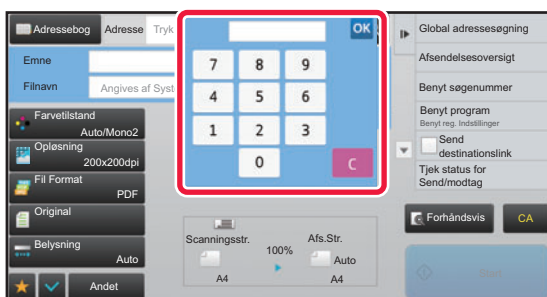 Adressebog
Adresse
Tryk
OK
Global adressesøgning
Emne
Afsendelsesoversigt
Filnavn
Angives af Syst
Benyt søgenummer
7 8 9
4 5 6
1 2 3
0 C
Benyt program
Benyt reg. Indstillinger
Send
destinationslink
Tjek status for
Send/modtag
Farvetilstand
Auto/Mono2
Opløsning
200x200dpi
Fil Format
PDF
Original
Belysning
Auto
Andet
Scanningsstr.
100%
Afs.Str.
Auto
A4
A4
Forhåndsvis
CA
Start